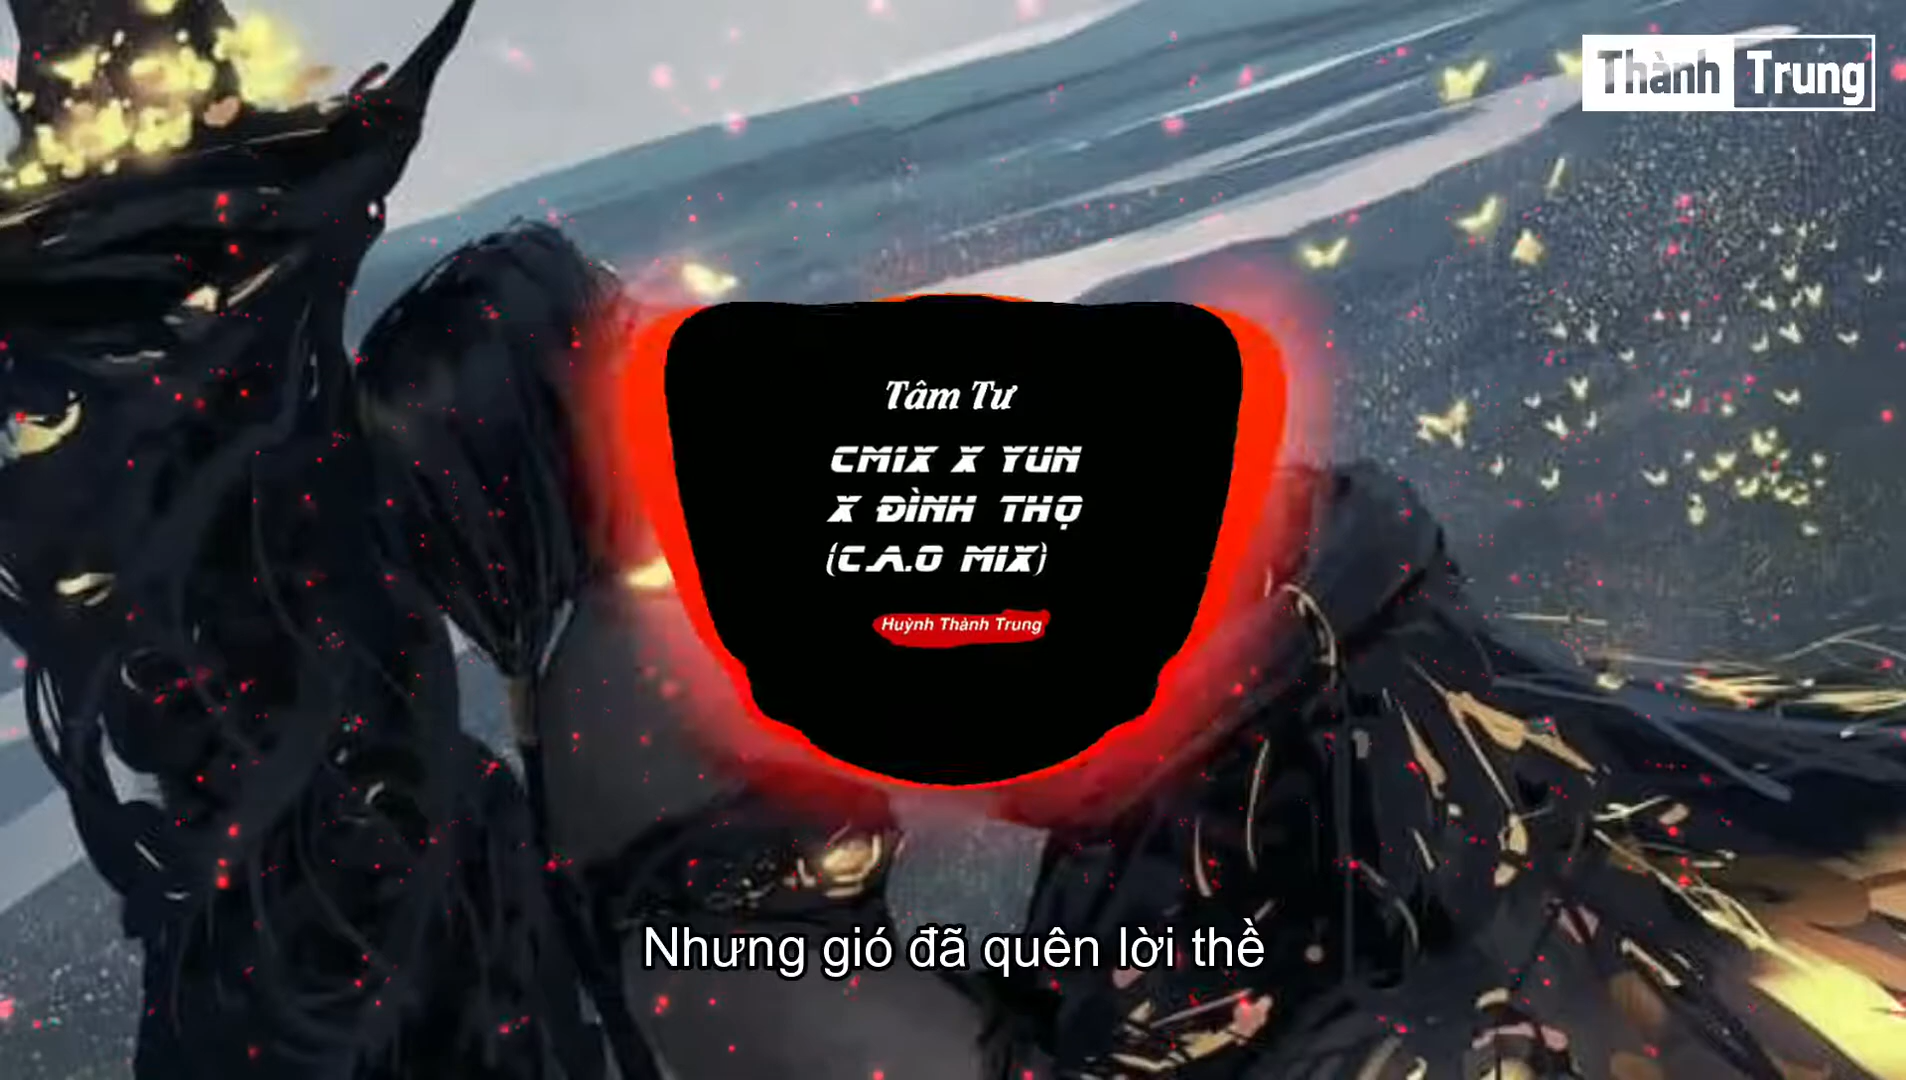 Thành Trung
Tâm Tư
CMIX X YUN
X ĐÌNH THỌ
(C.A.O MIX)
Huỳnh Thành Trung
Nhưng gió đã quên lời thề